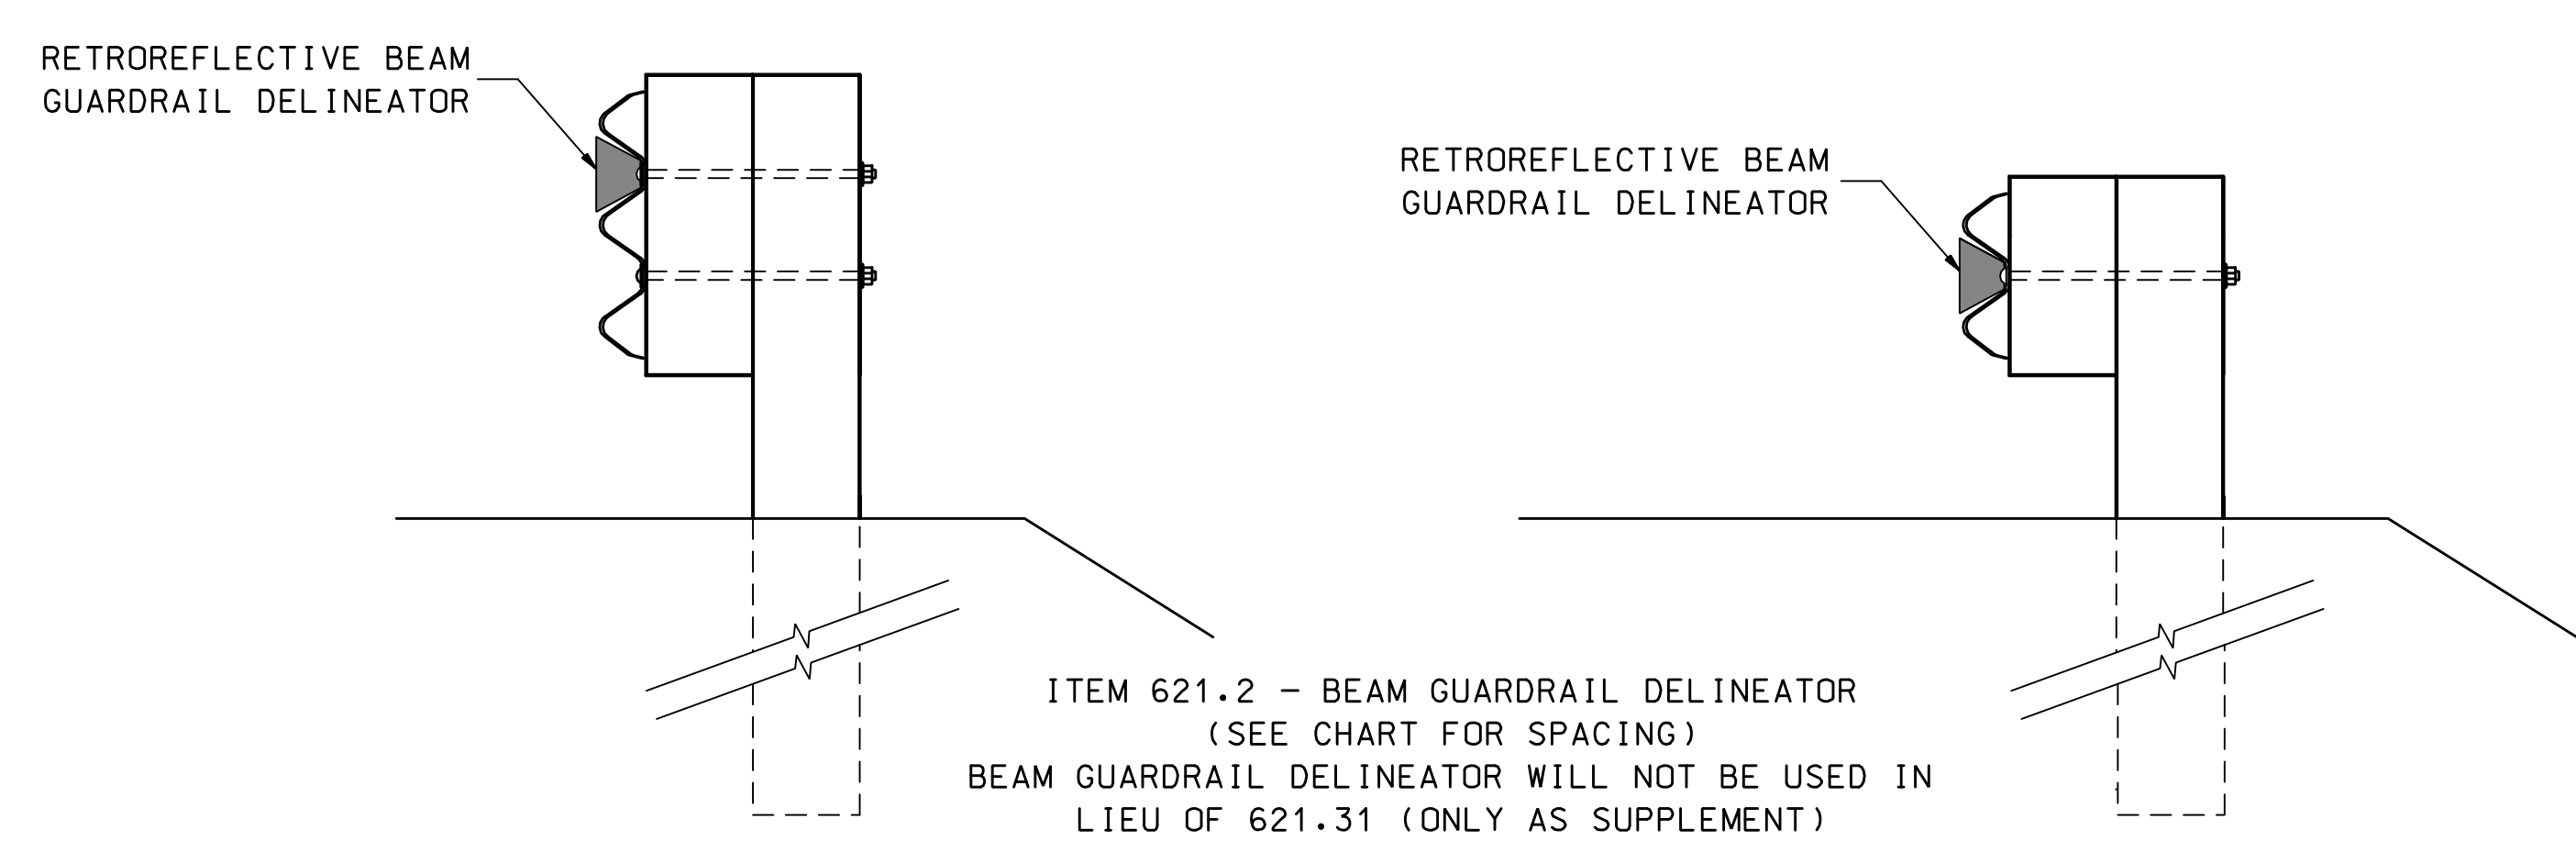 RETROREFLECTIVE BEAM
GUARDRAIL DELINEATOR
RETROREFLECTIVE BEAM
GUARDRAIL DELINEATOR
ITEM 621.2 - BEAM GUARDRAIL DELINEATOR
(SEE CHART FOR SPACING)
BEAM GUARDRAIL DELINEATOR WILL NOT BE USED IN
LIEU OF 621.31 (ONLY AS SUPPLEMENT)